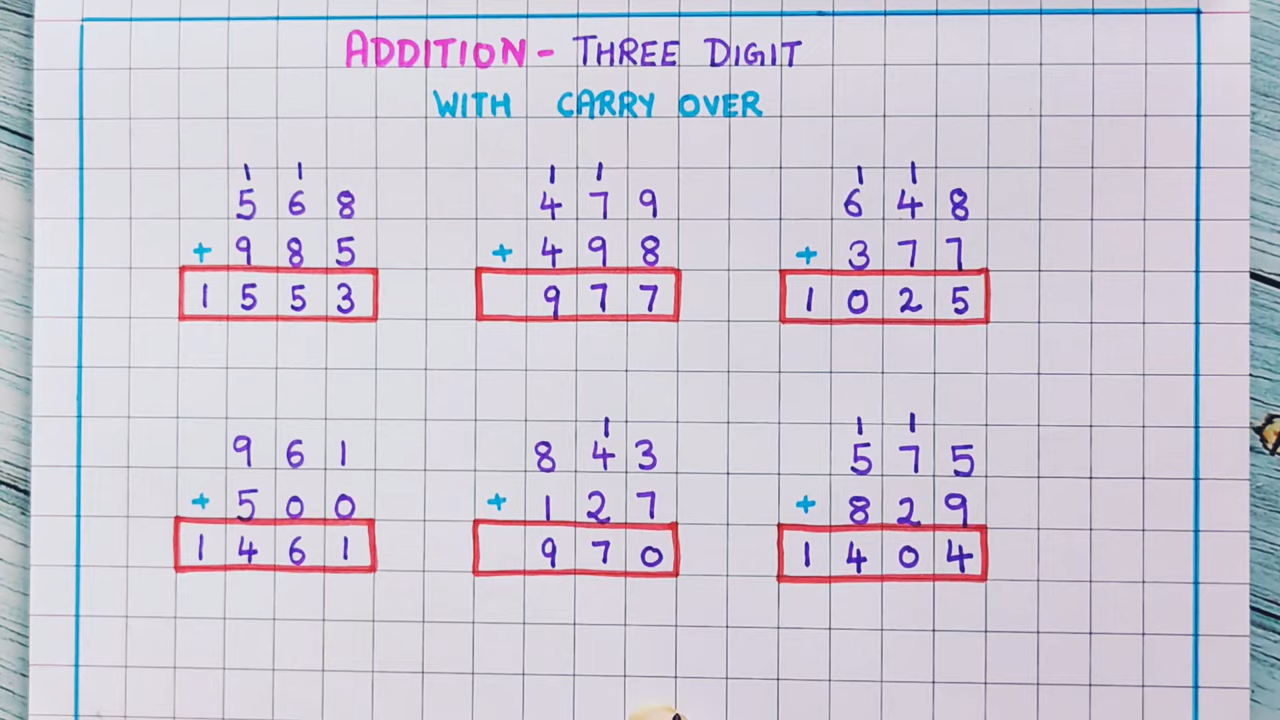 ADDITION - THREE DIGIT
WITH CARRY OVER
1 1 1 1 1 1
5 6 8 4 7 9 6 4 8
+ 9 8 5 + 4 9 8 + 3 7 7
1 5 5 3 9 7 7 1 0 2 5
1 1 1
9 6 1 8 4 3 5 7 5
+ 5 0 0 + 1 2 7 + 8 2 9
1 4 6 1 9 7 0 1 4 0 4